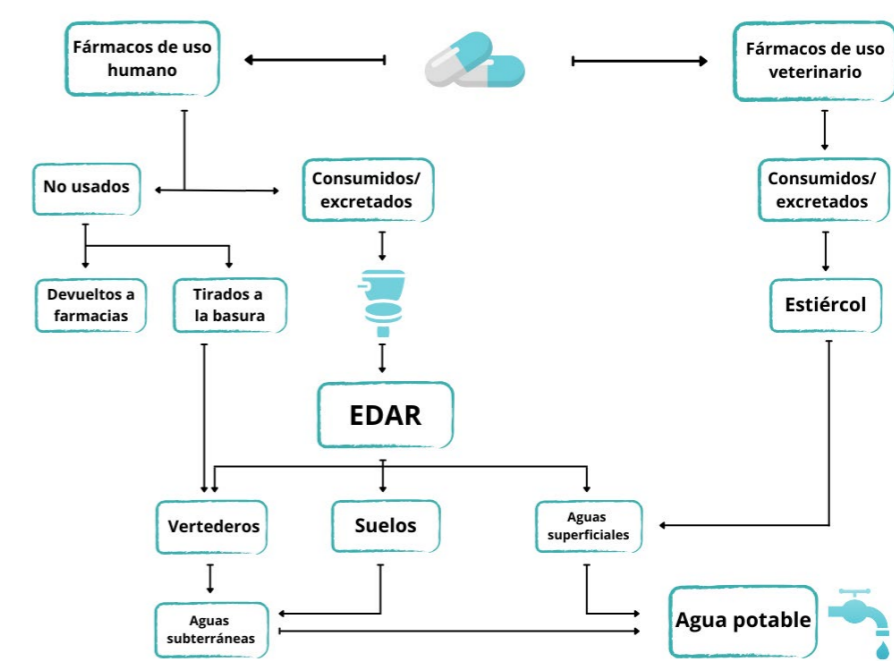 Fármacos de uso
humano
Fármacos de uso
veterinario
No usados
Consumidos/
excretados
Consumidos/
excretados
Devueltos a
farmacias
Tirados a
la basura
Estiércol
EDAR
Vertederos
Suelos
Aguas
superficiales
Aguas
subterráneas
Agua potable